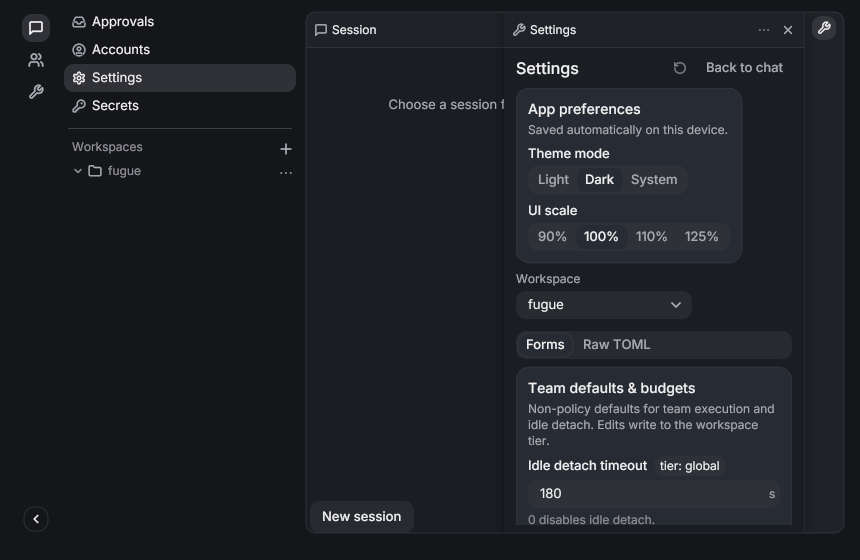 Approvals
Accounts
Settings
Secrets
Workspaces
fugue
Session
Choose a session f
New session
Settings
Settings
Back to chat
App preferences
Saved automatically on this device.
Theme mode
Light Dark System
UI scale
90% 100% 110% 125%
Workspace
fugue
Forms Raw TOML
Team defaults & budgets
Non-policy defaults for team execution and
idle detach. Edits write to the workspace
tier.
Idle detach timeout tier: global
180 s
0 disables idle detach.